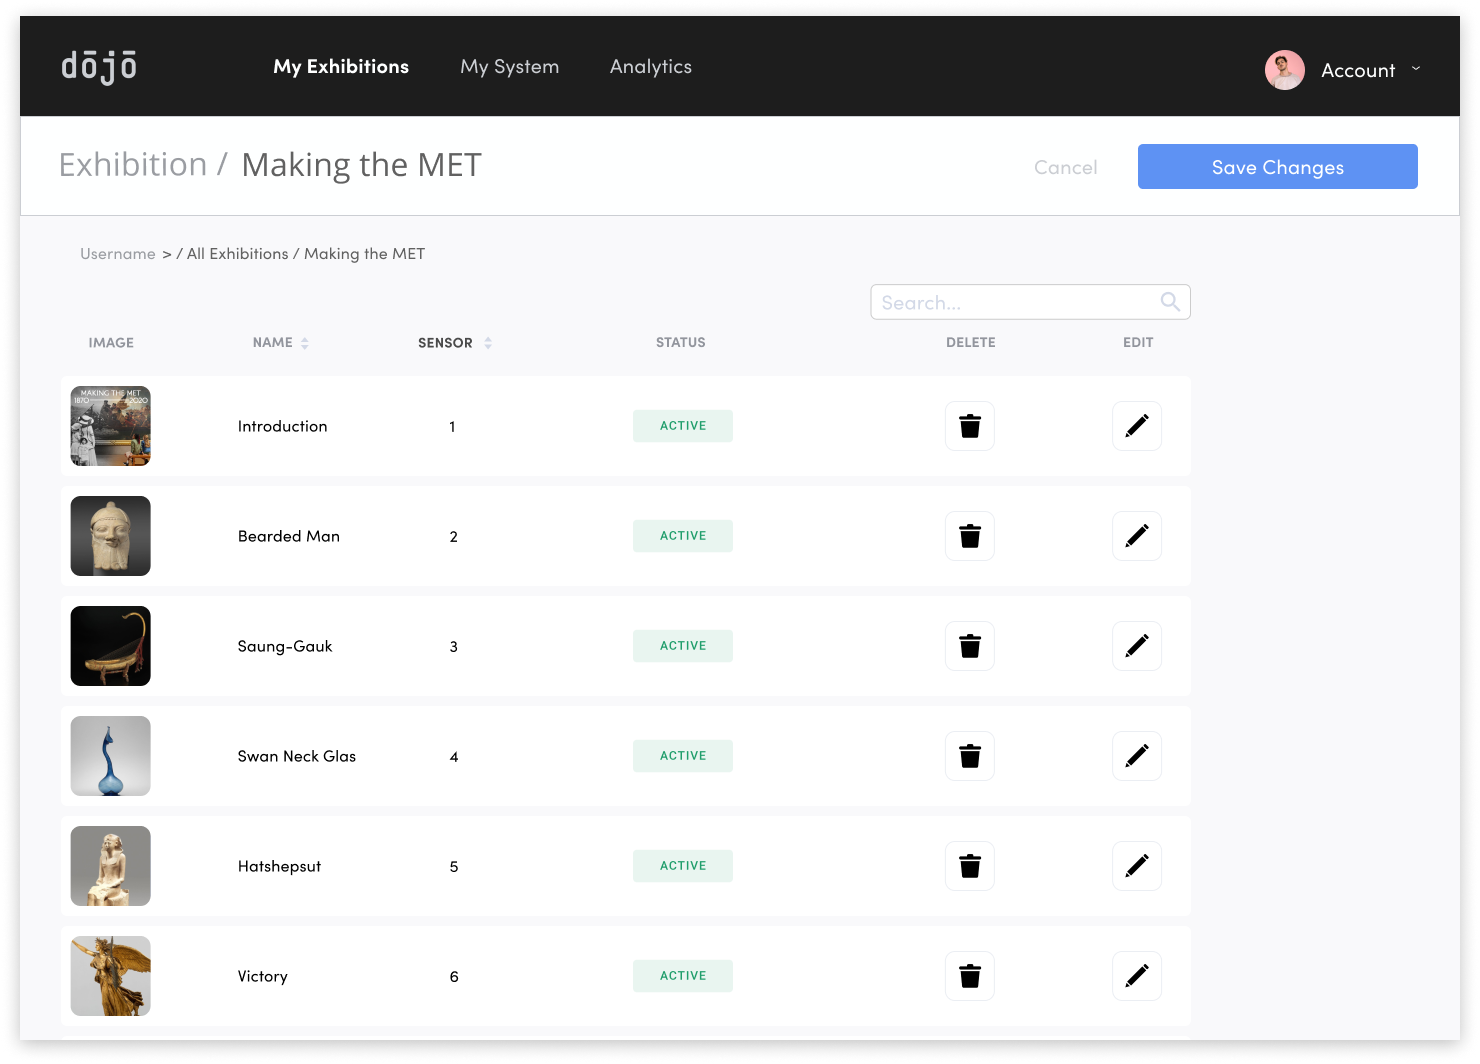 dōjō
My Exhibitions
My System
Analytics
Account
Exhibition / Making the MET
Cancel
Save Changes
Username > / All Exhibitions / Making the MET
Search...
IMAGE
NAME
SENSOR
STATUS
DELETE
EDIT
MAKING THE MET
1870 2020
Introduction
1
ACTIVE
Bearded Man
2
ACTIVE
Saung-Gauk
3
ACTIVE
Swan Neck Glas
4
ACTIVE
Hatshepsut
5
ACTIVE
Victory
6
ACTIVE